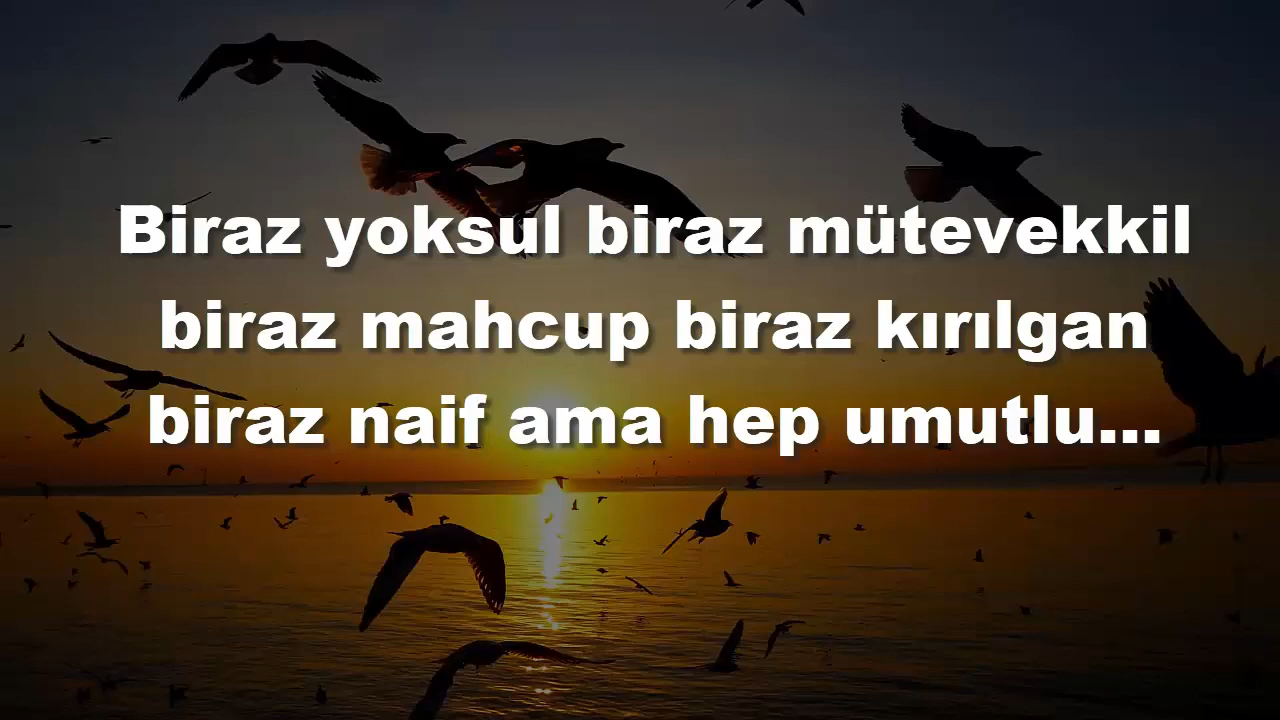 Biraz yoksul biraz mütevekkil
biraz mahcup biraz kırılgan
biraz naif ama hep umutlu...